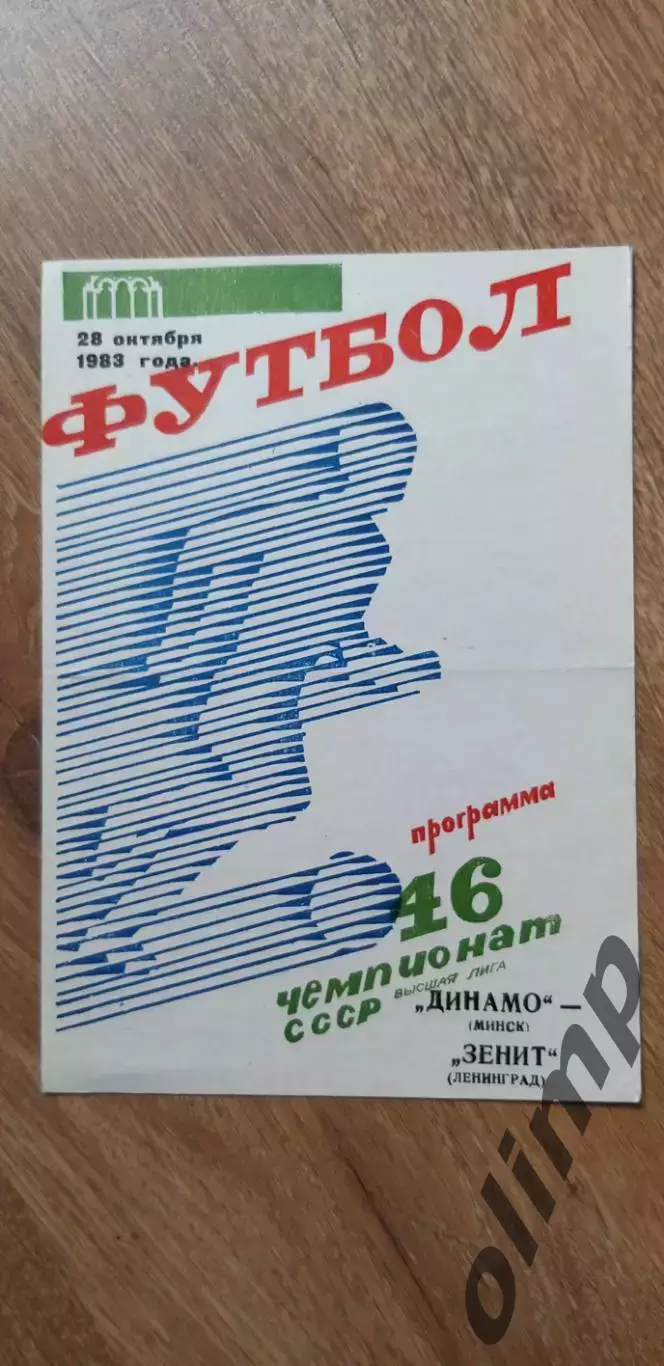 28 октября
1983 года.
ФУТБОЛ
программа
46
чемпионат
СССР
ВЫСШАЯ ЛИГА
„ДИНАМО“ —
(МИНСК)
„ЗЕНИТ“
(ЛЕНИНГРАД)
olimp